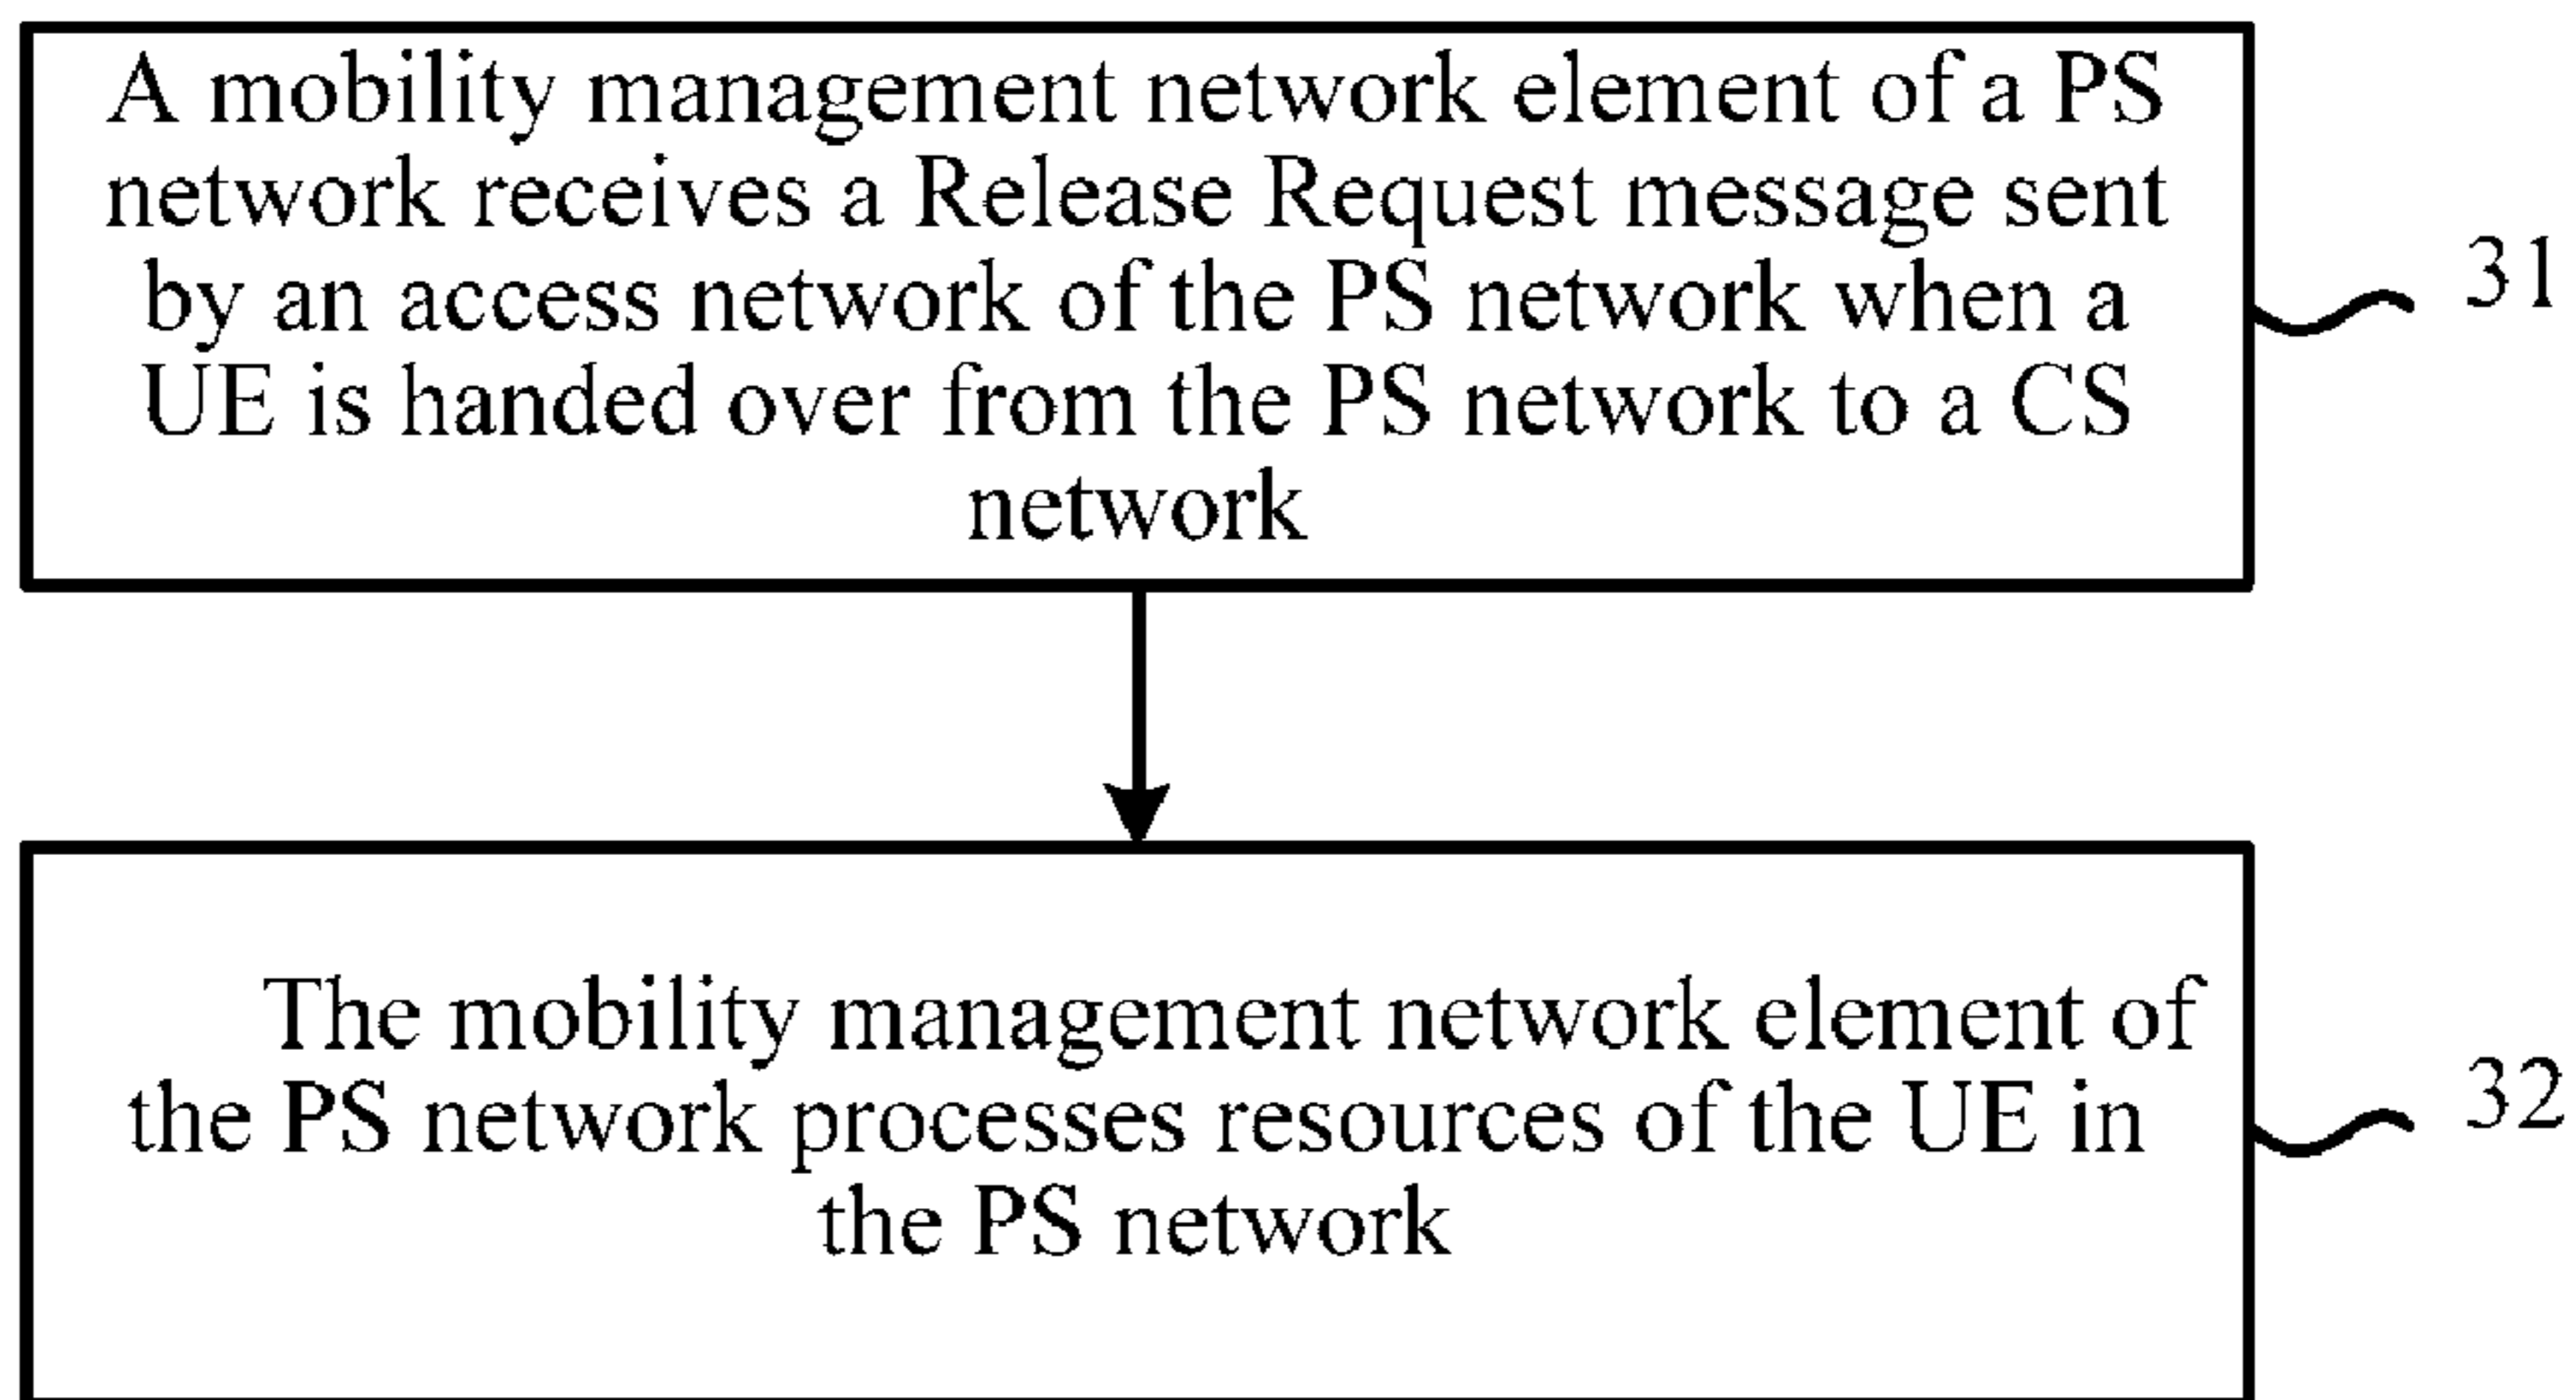 A mobility management network element of a PS
network receives a Release Request message sent
by an access network of the PS network when a
UE is handed over from the PS network to a CS
network
31
The mobility management network element of
the PS network processes resources of the UE in
the PS network
32